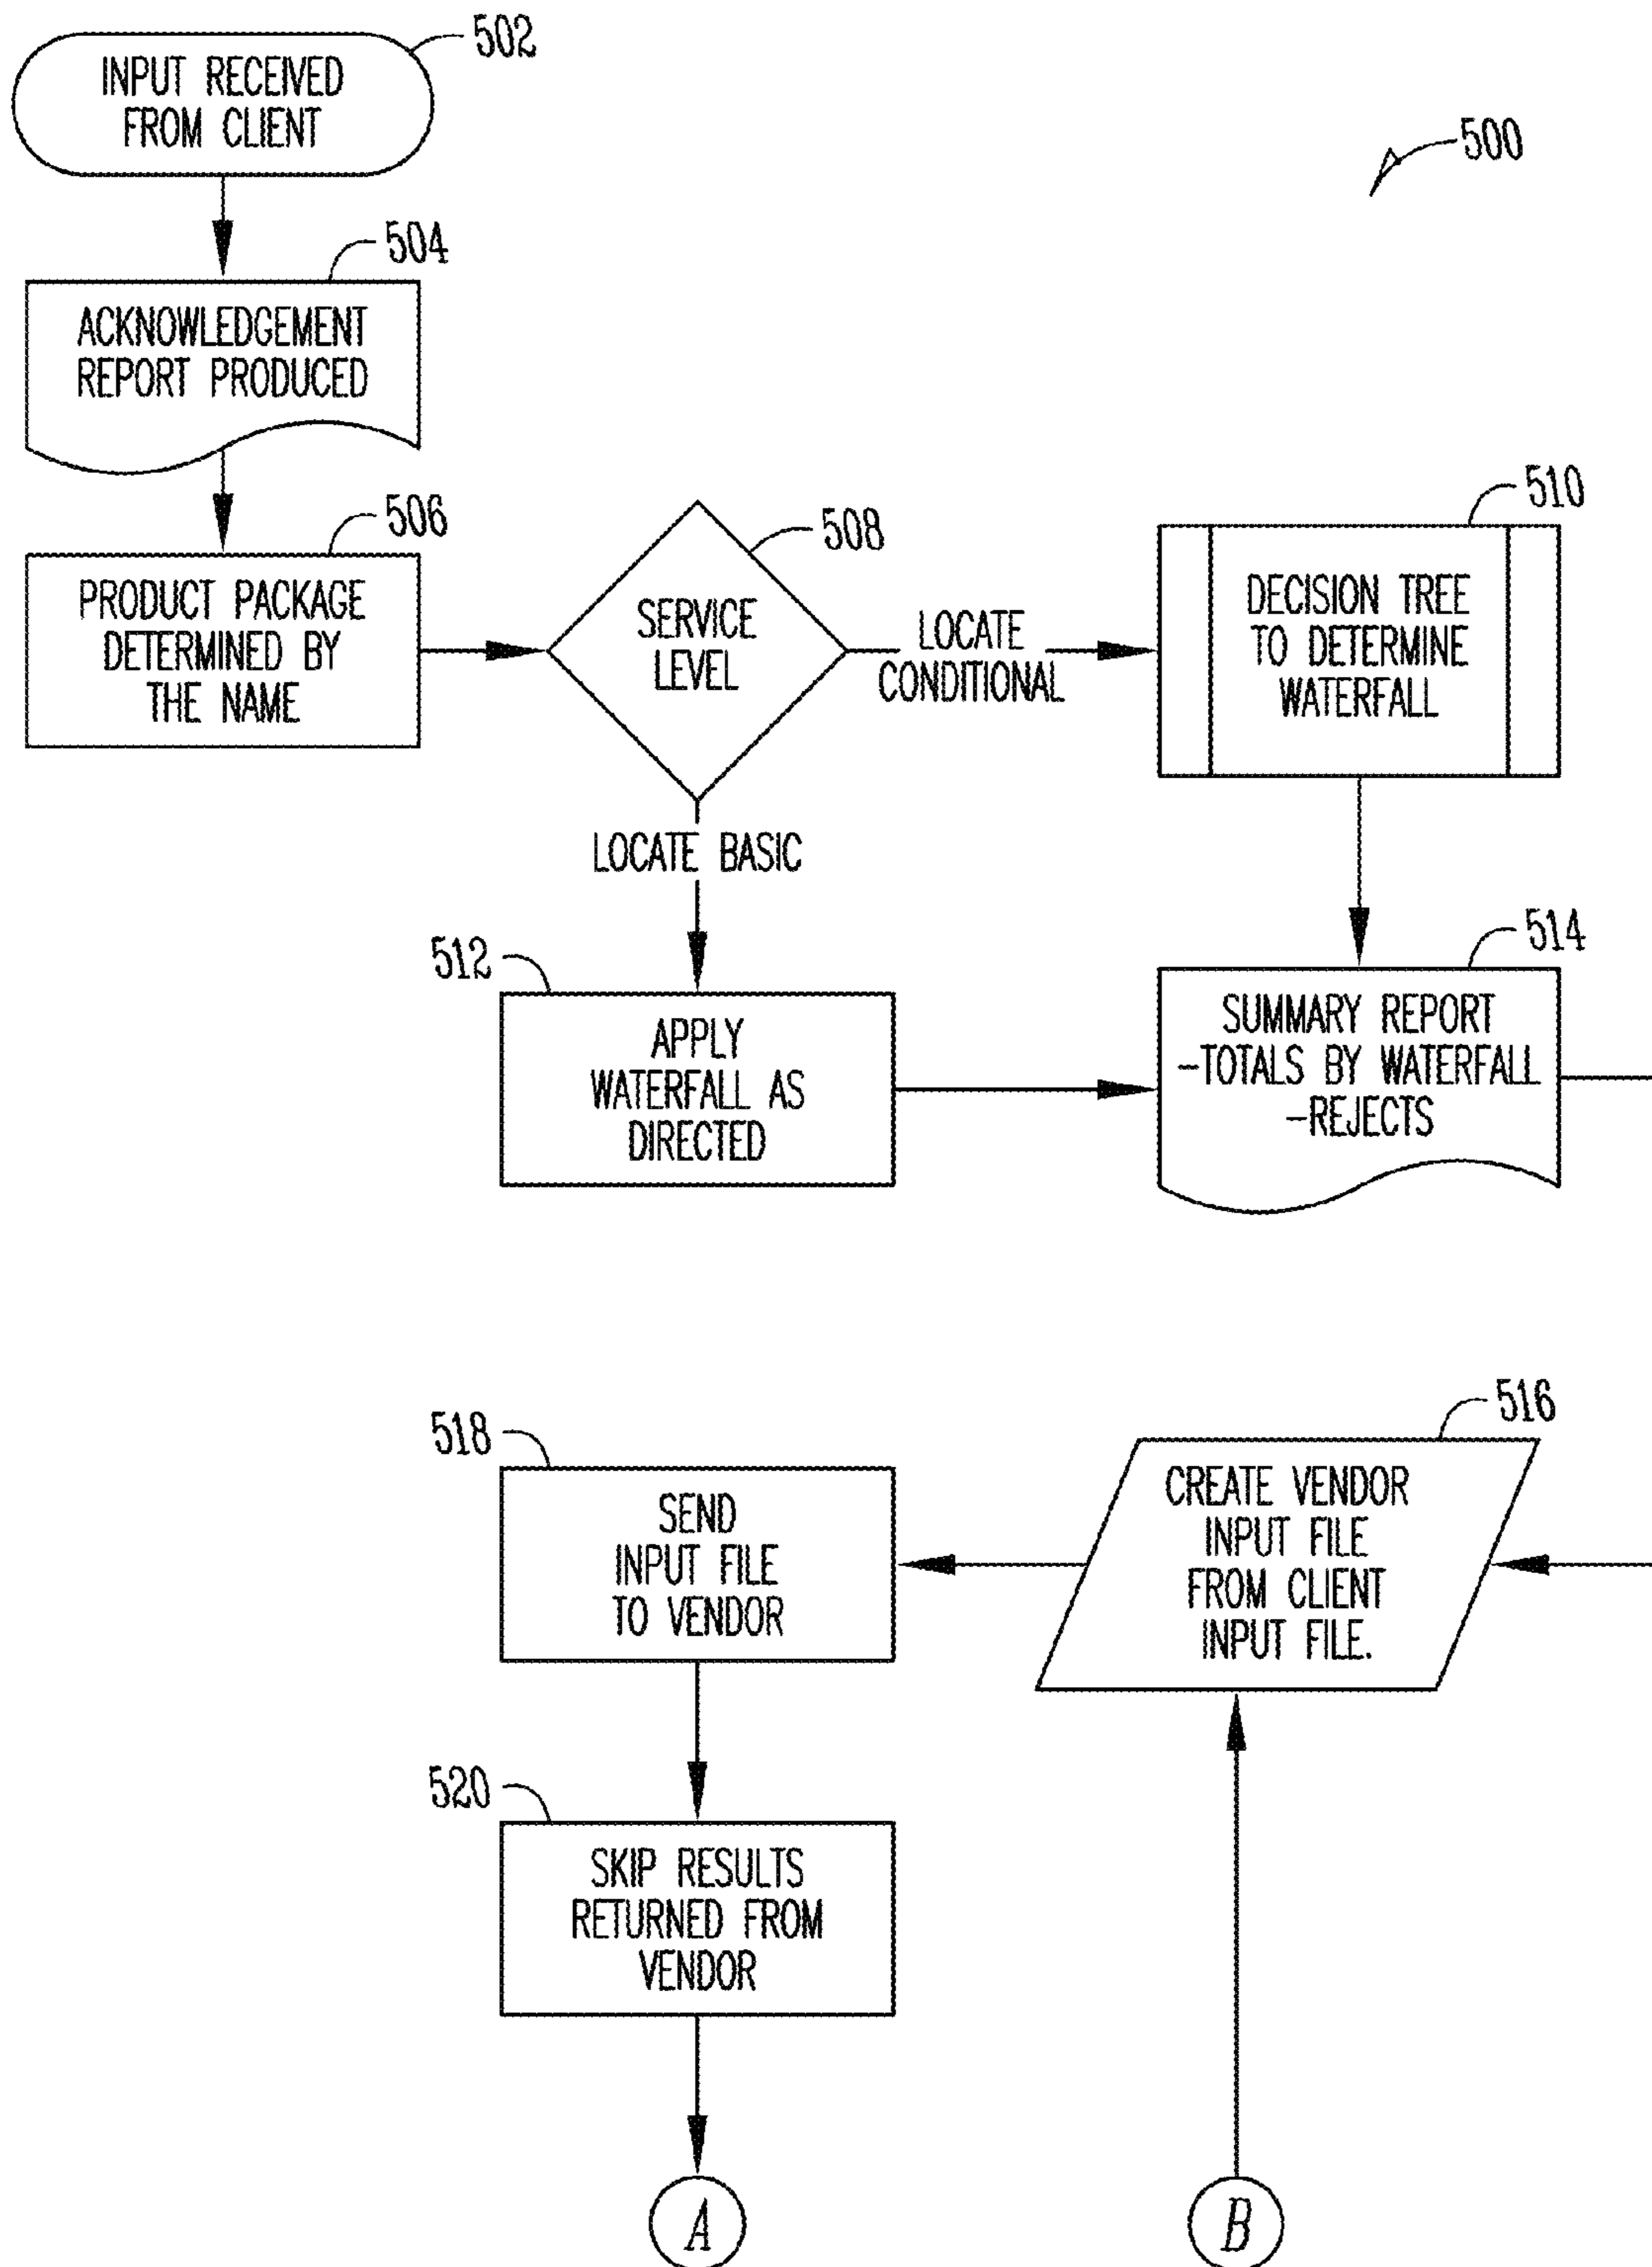 502
INPUT RECEIVED
FROM CLIENT
500
504
ACKNOWLEDGEMENT
REPORT PRODUCED
506
PRODUCT PACKAGE
DETERMINED BY
THE NAME
508
SERVICE
LEVEL
LOCATE
CONDITIONAL
510
DECISION TREE
TO DETERMINE
WATERFALL
LOCATE BASIC
512
APPLY
WATERFALL AS
DIRECTED
514
SUMMARY REPORT
-TOTALS BY WATERFALL
-REJECTS
516
CREATE VENDOR
INPUT FILE
FROM CLIENT
INPUT FILE.
518
SEND
INPUT FILE
TO VENDOR
520
SKIP RESULTS
RETURNED FROM
VENDOR
A
B